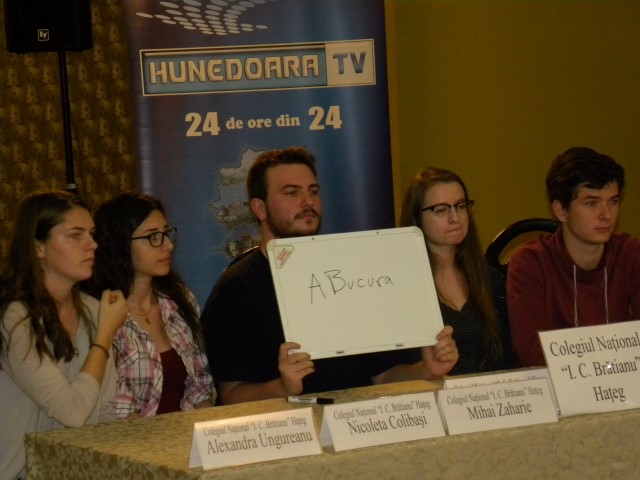 HUNEDOARA TV
24 de ore din 24
ABucura
Colegiul Național
"I. C. Brătianu"
Hațeg
Colegiul Național "I. C. Brătianu" Hațeg
Alexandra Ungureanu
Colegiul Național "I. C. Brătianu" Hațeg
Nicoleta Colibași
Colegiul Național "I. C. Brătianu" Hațeg
Mihai Zaharie